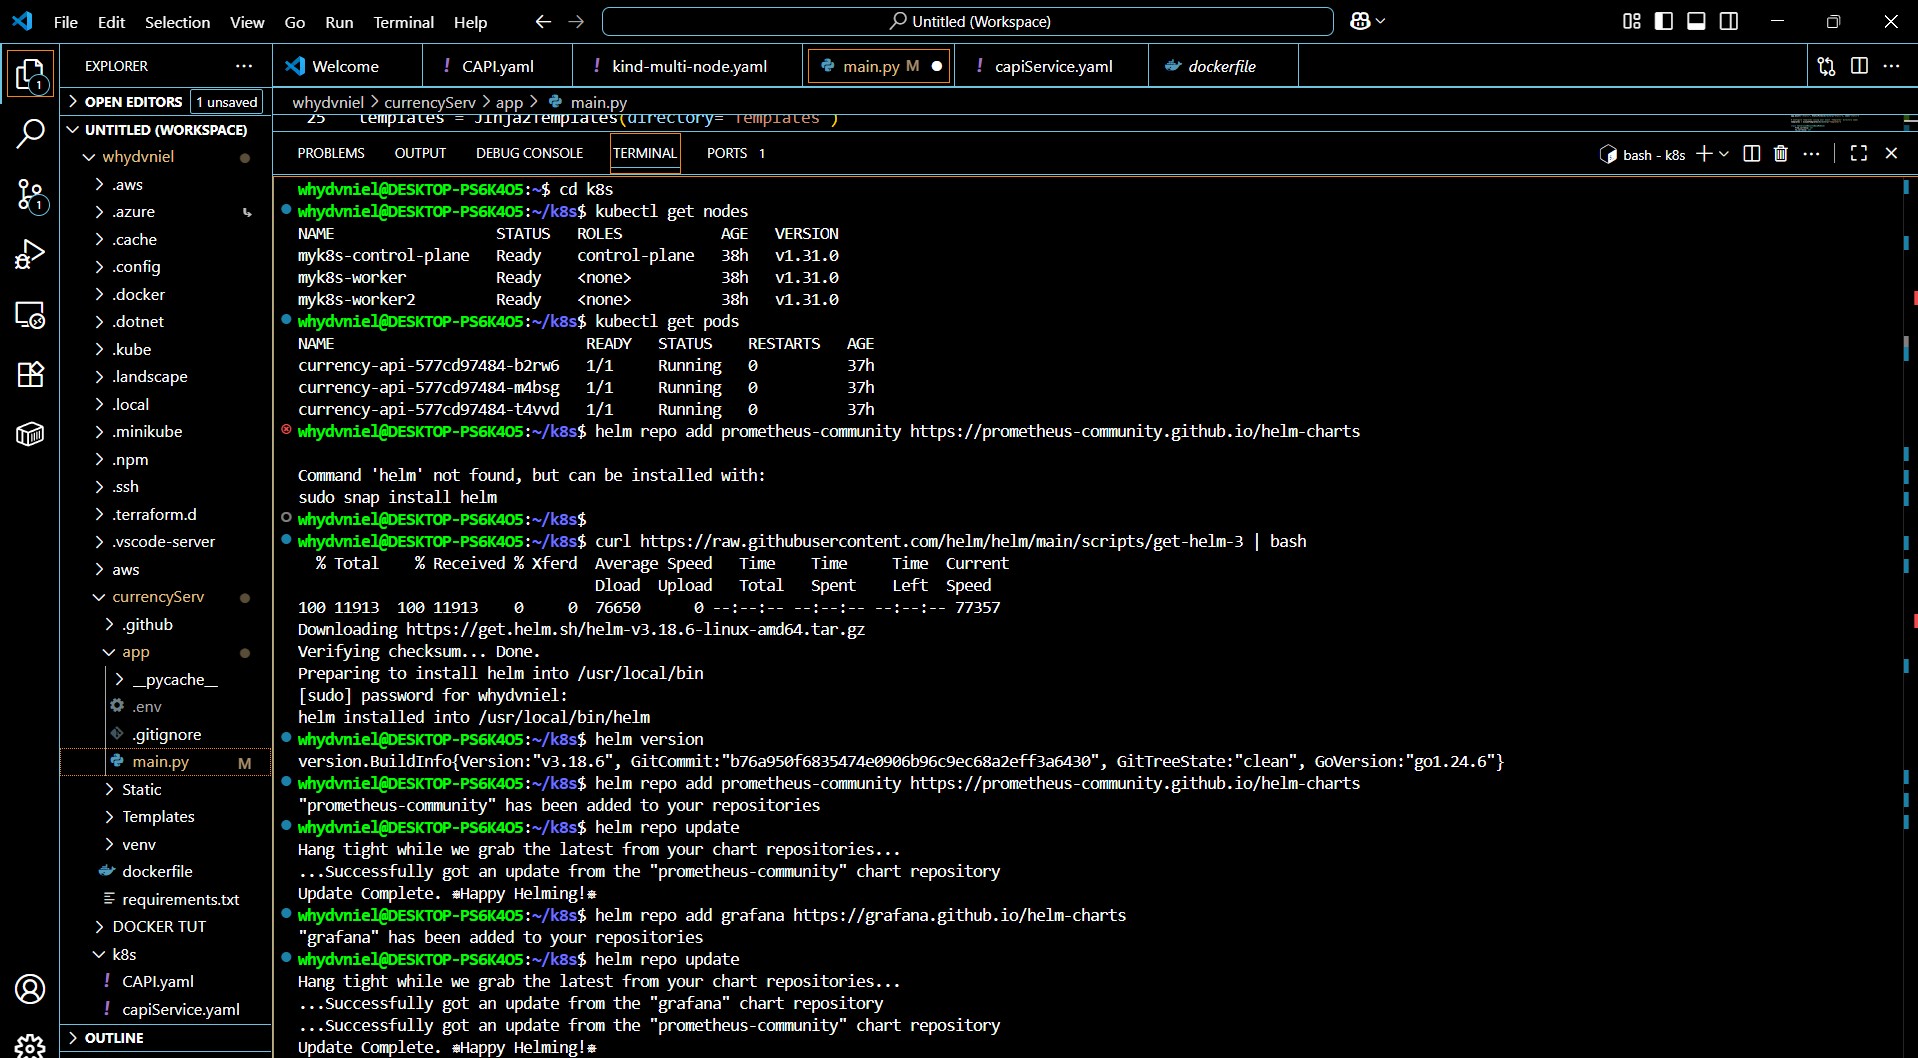 File Edit Selection View Go Run Terminal Help
Untitled (Workspace)
EXPLORER
Welcome
CAPI.yaml
kind-multi-node.yaml
main.py M
capiService.yaml
dockerfile
OPEN EDITORS 1 unsaved
whydvniel > currencyServ > app > main.py
25 templates = Jinja2Templates(directory="Templates")
UNTITLED (WORKSPACE)
whydvniel
.aws
.azure
.cache
.config
.docker
.dotnet
.kube
.landscape
.local
.minikube
.npm
.ssh
.terraform.d
.vscode-server
aws
currencyServ
.github
app
__pycache__
.env
.gitignore
main.py M
Static
Templates
venv
dockerfile
requirements.txt
DOCKER TUT
k8s
CAPI.yaml
capiService.yaml
OUTLINE
1
1
PROBLEMS OUTPUT DEBUG CONSOLE TERMINAL PORTS 1
bash - k8s
whydvniel@DESKTOP-PS6K4O5:~$ cd k8s
whydvniel@DESKTOP-PS6K4O5:~/k8s$ kubectl get nodes
NAME STATUS ROLES AGE VERSION
myk8s-control-plane Ready control-plane 38h v1.31.0
myk8s-worker Ready <none> 38h v1.31.0
myk8s-worker2 Ready <none> 38h v1.31.0
whydvniel@DESKTOP-PS6K4O5:~/k8s$ kubectl get pods
NAME READY STATUS RESTARTS AGE
currency-api-577cd97484-b2rw6 1/1 Running 0 37h
currency-api-577cd97484-m4bsg 1/1 Running 0 37h
currency-api-577cd97484-t4vvd 1/1 Running 0 37h
whydvniel@DESKTOP-PS6K4O5:~/k8s$ helm repo add prometheus-community https://prometheus-community.github.io/helm-charts
Command 'helm' not found, but can be installed with:
sudo snap install helm
whydvniel@DESKTOP-PS6K4O5:~/k8s$
whydvniel@DESKTOP-PS6K4O5:~/k8s$ curl https://raw.githubusercontent.com/helm/helm/main/scripts/get-helm-3 | bash
% Total % Received % Xferd Average Speed Time Time Time Current
Dload Upload Total Spent Left Speed
100 11913 100 11913 0 0 76650 0 --:--:-- --:--:-- --:--:-- 77357
Downloading https://get.helm.sh/helm-v3.18.6-linux-amd64.tar.gz
Verifying checksum... Done.
Preparing to install helm into /usr/local/bin
[sudo] password for whydvniel:
helm installed into /usr/local/bin/helm
whydvniel@DESKTOP-PS6K4O5:~/k8s$ helm version
version.BuildInfo{Version:"v3.18.6", GitCommit:"b76a950f6835474e0906b96c9ec68a2eff3a6430", GitTreeState:"clean", GoVersion:"go1.24.6"}
whydvniel@DESKTOP-PS6K4O5:~/k8s$ helm repo add prometheus-community https://prometheus-community.github.io/helm-charts
"prometheus-community" has been added to your repositories
whydvniel@DESKTOP-PS6K4O5:~/k8s$ helm repo update
Hang tight while we grab the latest from your chart repositories...
...Successfully got an update from the "prometheus-community" chart repository
Update Complete. ⎈Happy Helming!⎈
whydvniel@DESKTOP-PS6K4O5:~/k8s$ helm repo add grafana https://grafana.github.io/helm-charts
"grafana" has been added to your repositories
whydvniel@DESKTOP-PS6K4O5:~/k8s$ helm repo update
Hang tight while we grab the latest from your chart repositories...
...Successfully got an update from the "grafana" chart repository
...Successfully got an update from the "prometheus-community" chart repository
Update Complete. ⎈Happy Helming!⎈